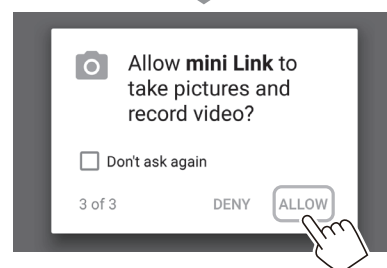 Allow mini Link to
take pictures and
record video?
Don't ask again
3 of 3 DENY ALLOW